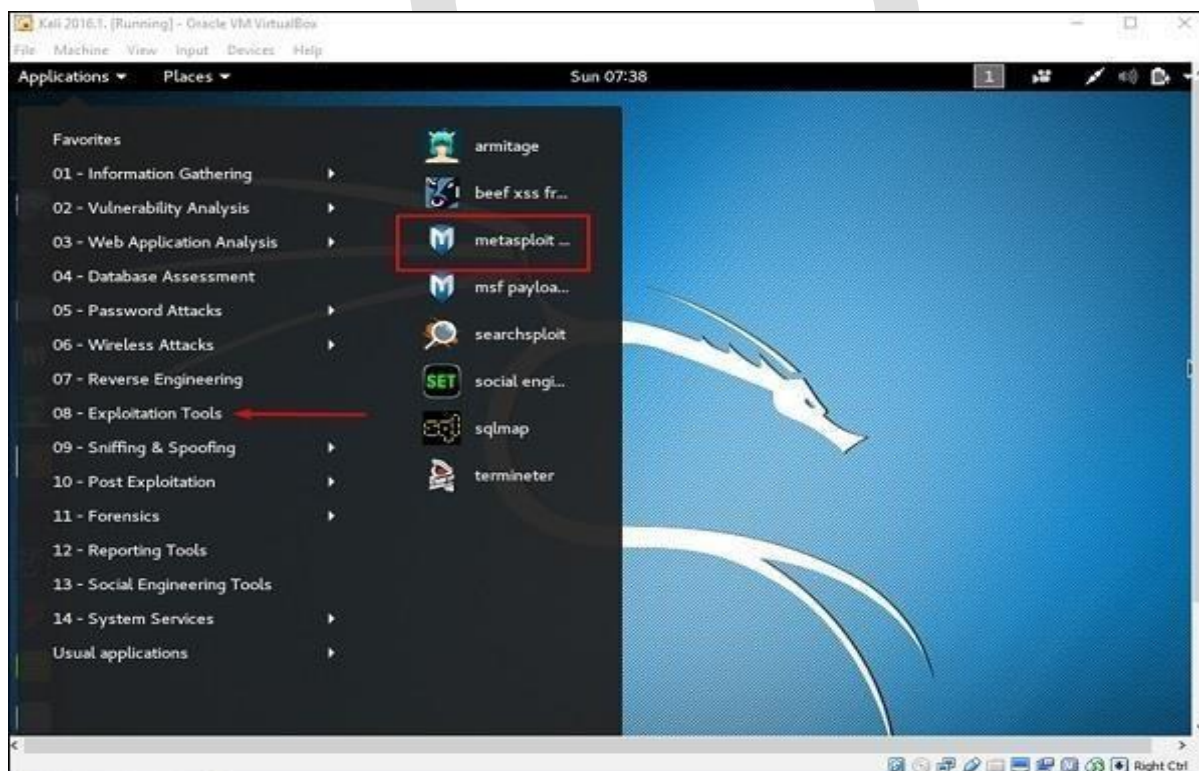 Kali 2016.1. [Running] - Oracle VM VirtualBox
File Machine View Input Devices Help
Applications Places Sun 07:38 1
Favorites
01 - Information Gathering
02 - Vulnerability Analysis
03 - Web Application Analysis
04 - Database Assessment
05 - Password Attacks
06 - Wireless Attacks
07 - Reverse Engineering
08 - Exploitation Tools
09 - Sniffing & Spoofing
10 - Post Exploitation
11 - Forensics
12 - Reporting Tools
13 - Social Engineering Tools
14 - System Services
Usual applications
armitage
beef xss fr...
metasploit ...
msf payloa...
searchsploit
SET social engi...
sqlmap
termineter
Right Ctrl